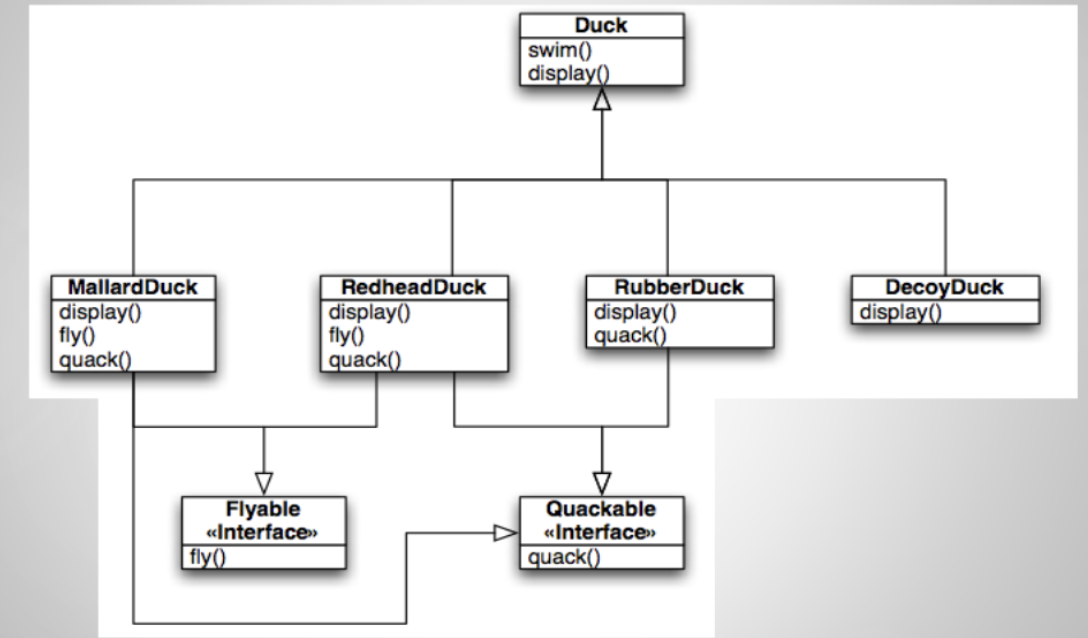 Duck
swim()
display()
MallardDuck
display()
fly()
quack()
RedheadDuck
display()
fly()
quack()
RubberDuck
display()
quack()
DecoyDuck
display()
Flyable
«Interface»
fly()
Quackable
«Interface»
quack()